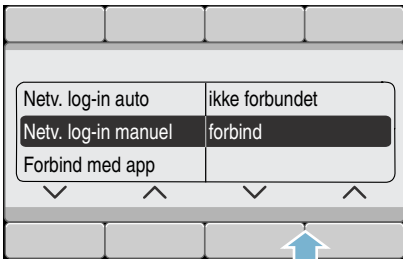 Netv. log-in auto ikke forbundet
Netv. log-in manuel forbind
Forbind med app